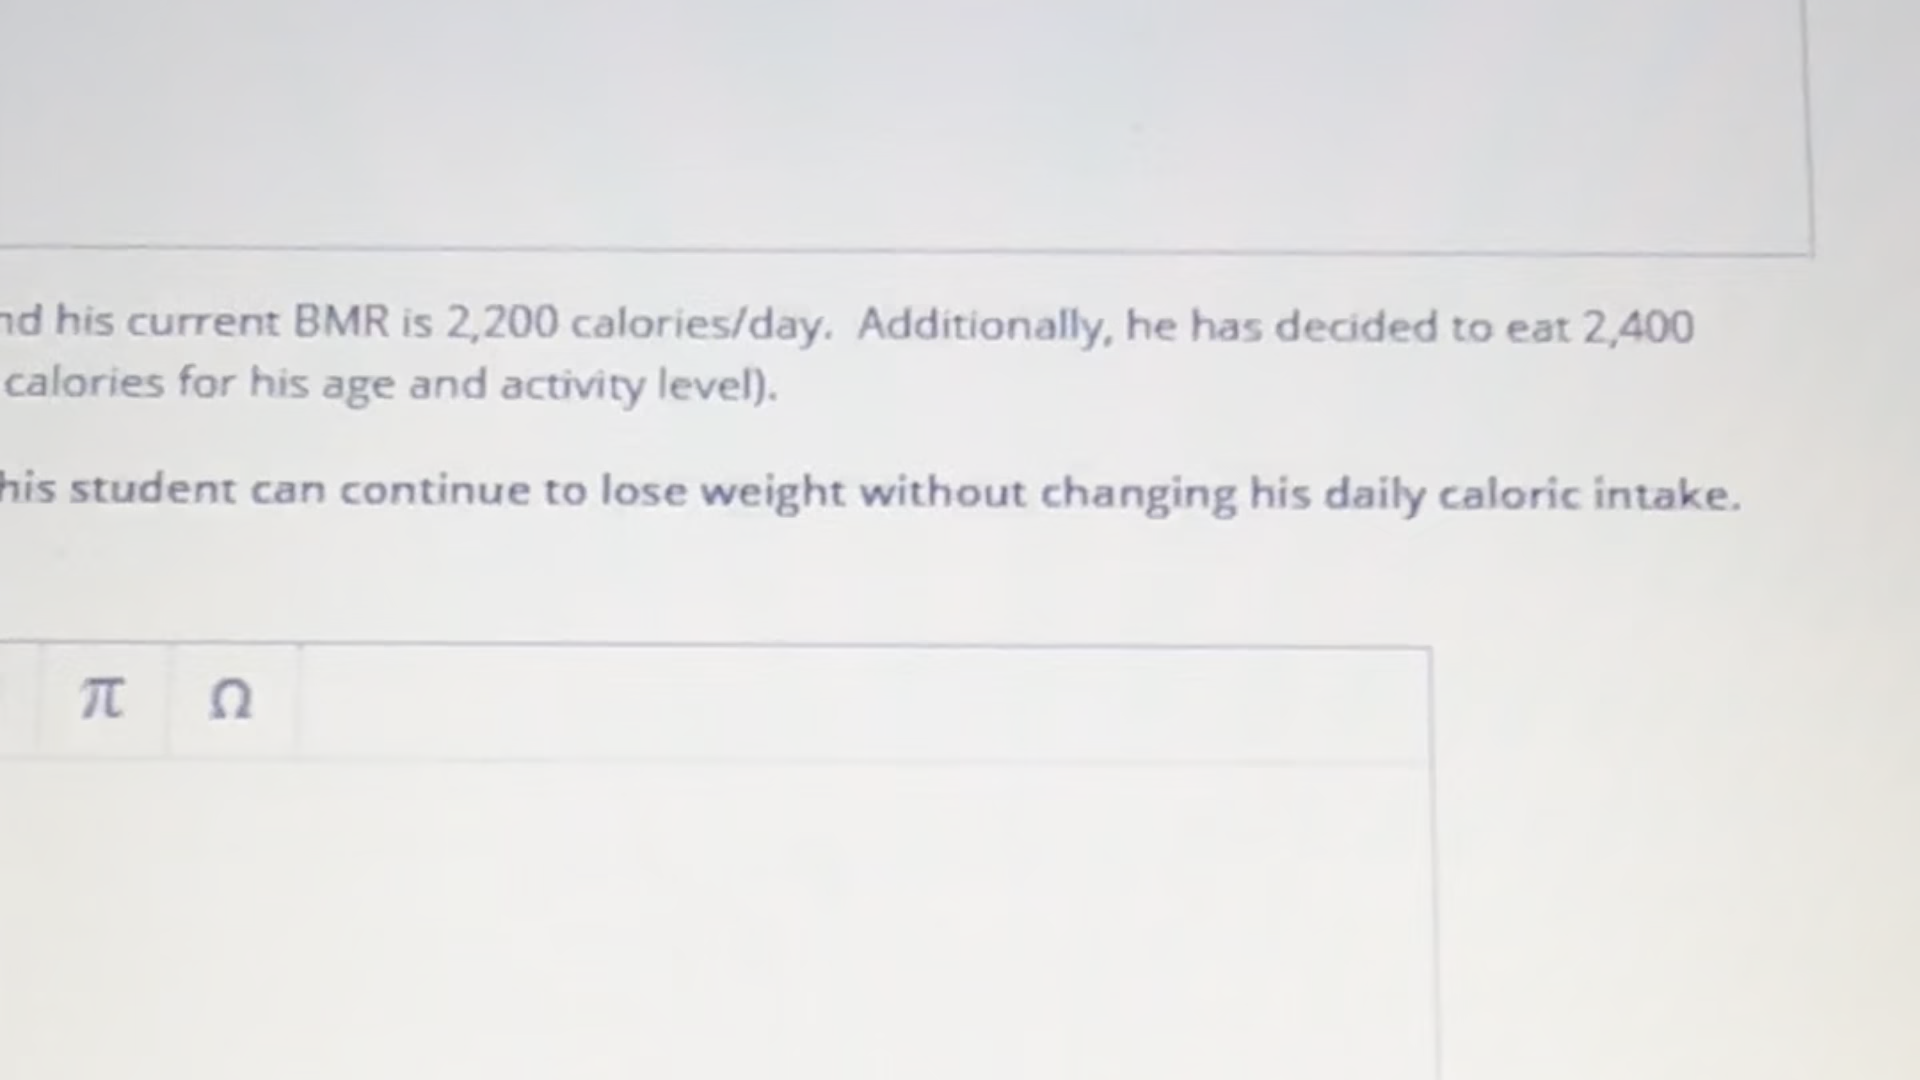 nd his current BMR is 2,200 calories/day. Additionally, he has decided to eat 2,400
calories for his age and activity level).
his student can continue to lose weight without changing his daily caloric intake.
π Ω